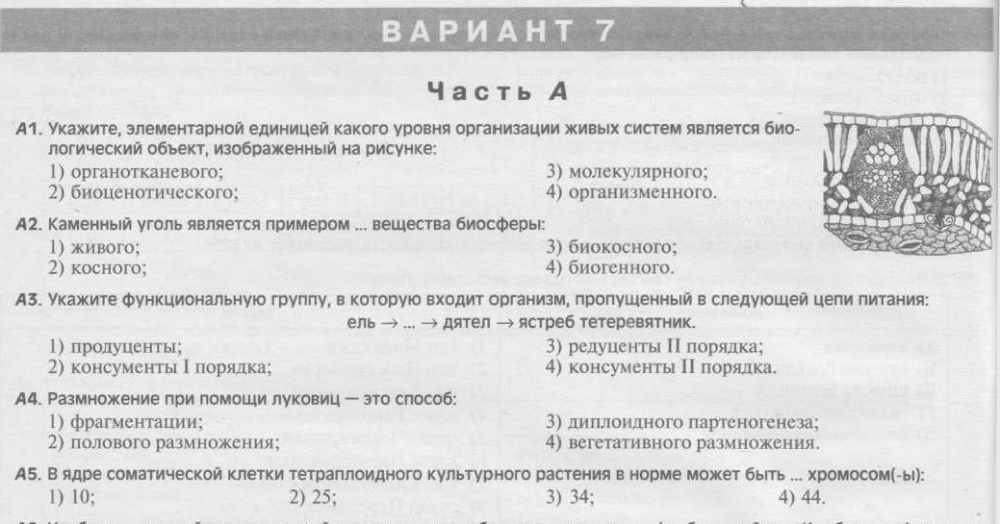 ВАРИАНТ 7
Часть А
А1. Укажите, элементарной единицей какого уровня организации живых систем является био-
логический объект, изображенный на рисунке:
1) органотканевого; 3) молекулярного;
2) биоценотического; 4) организменного.
А2. Каменный уголь является примером ... вещества биосферы:
1) живого; 3) биокосного;
2) косного; 4) биогенного.
А3. Укажите функциональную группу, в которую входит организм, пропущенный в следующей цепи питания:
ель → ... → дятел → ястреб тетеревятник.
1) продуценты; 3) редуценты II порядка;
2) консументы I порядка; 4) консументы II порядка.
А4. Размножение при помощи луковиц — это способ:
1) фрагментации; 3) диплоидного партеногенеза;
2) полового размножения; 4) вегетативного размножения.
А5. В ядре соматической клетки тетраплоидного культурного растения в норме может быть ... хромосом(-ы):
1) 10; 2) 25; 3) 34; 4) 44.